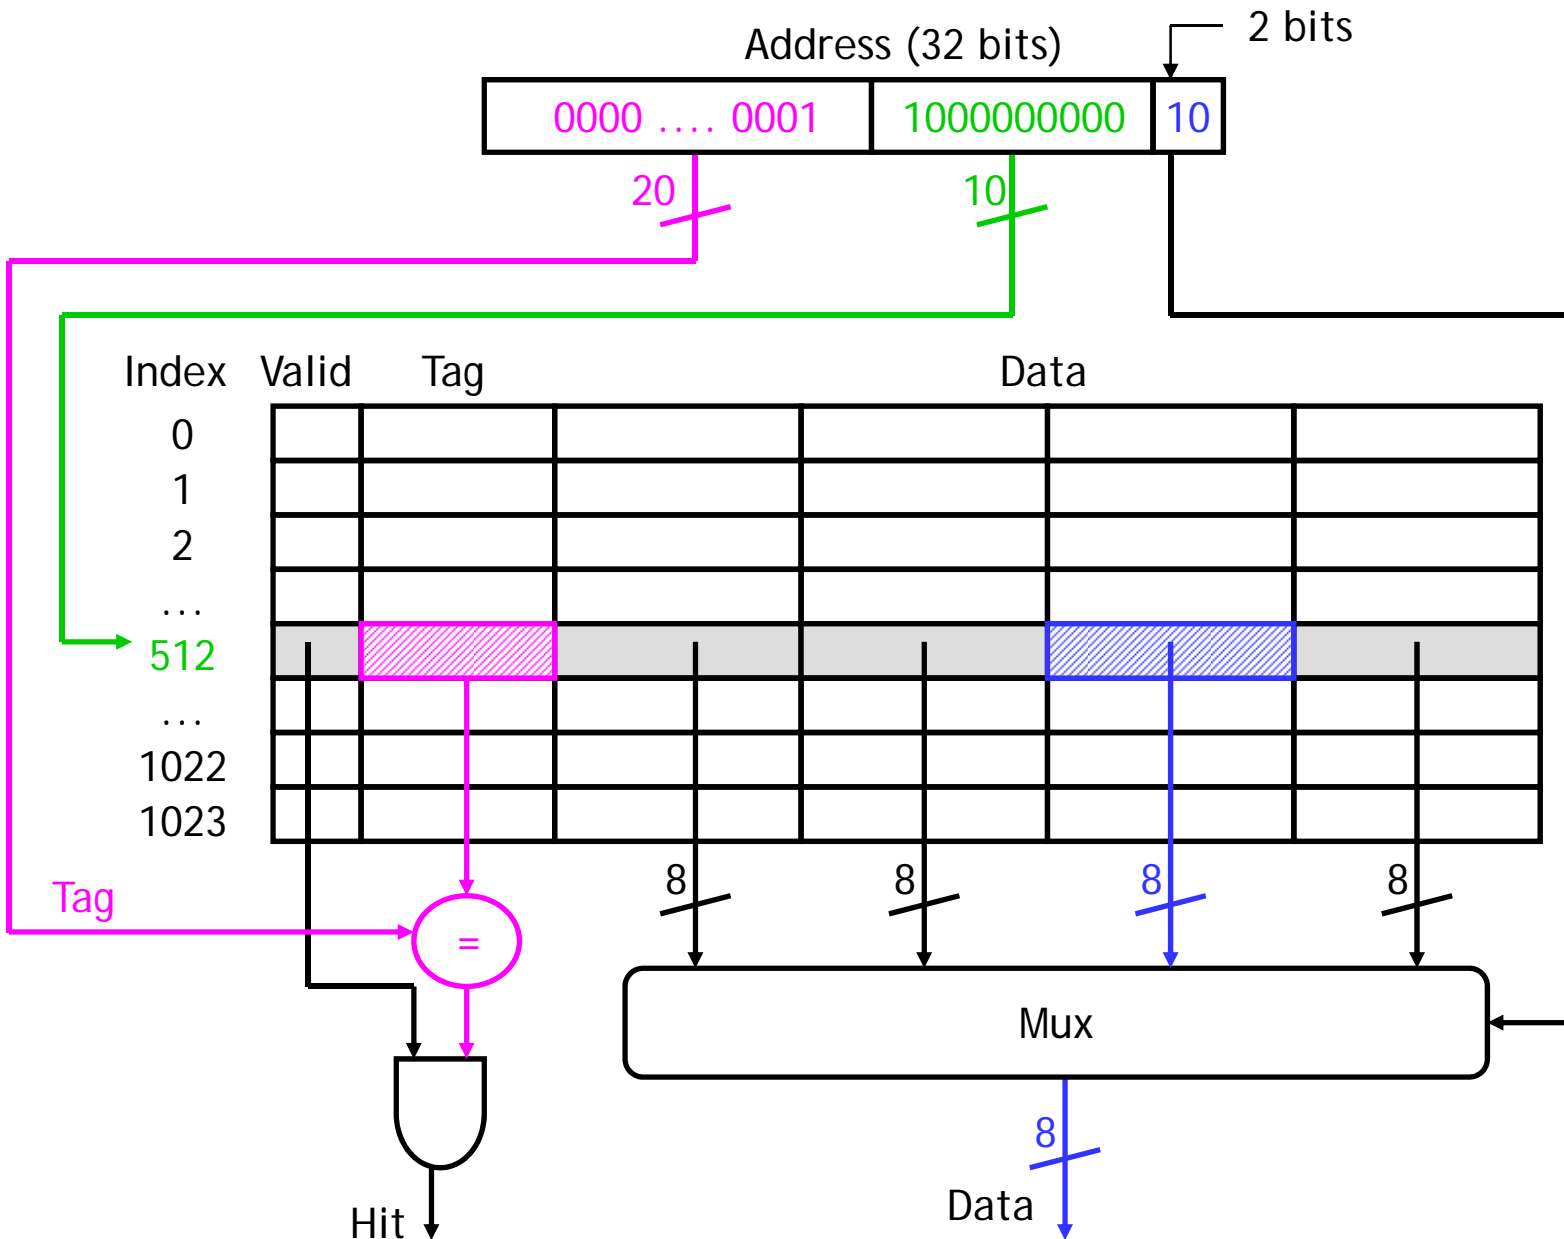 2 bits
Address (32 bits)
0000 .... 0001 1000000000 10
20 10
Index Valid Tag Data
0
1
2
...
512
...
1022
1023
8 8 8 8
Tag
=
Mux
8
Data
Hit